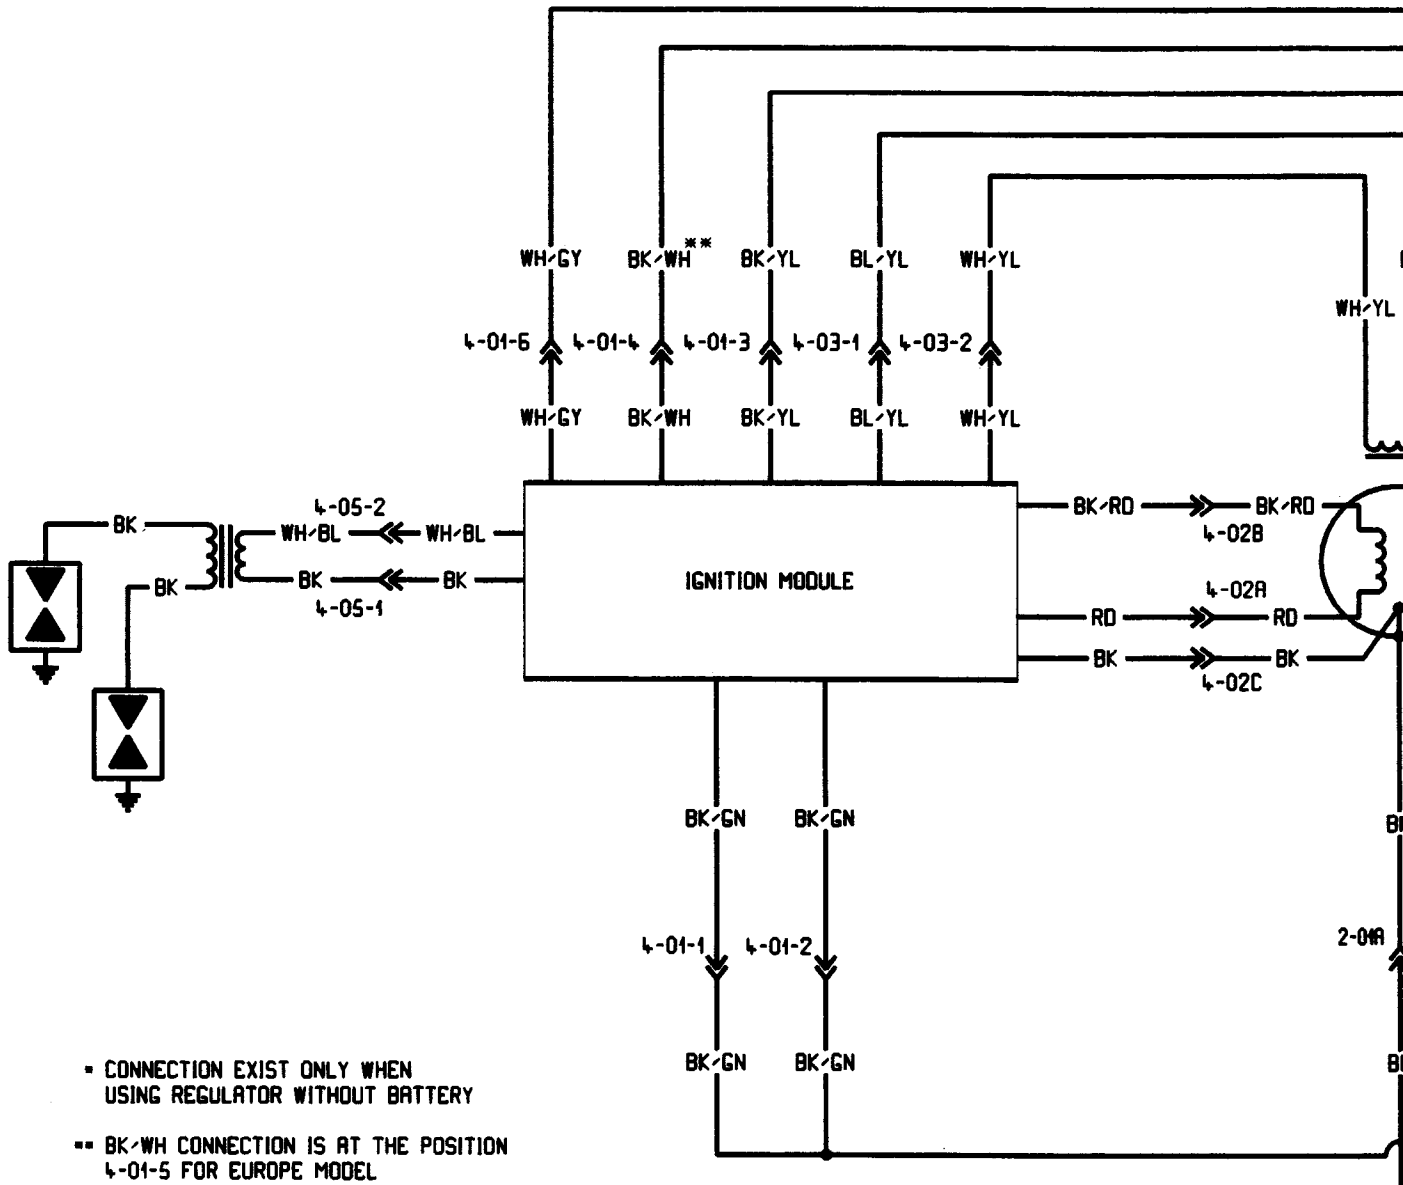 WH/GY BK/WH** BK/YL BL/YL WH/YL
WH/YL
4-01-6 4-01-4 4-01-3 4-03-1 4-03-2
WH/GY BK/WH BK/YL BL/YL WH/YL
4-05-2
BK WH/BL WH/BL
BK BK BK
4-05-1
IGNITION MODULE
BK/RD BK/RD
4-02B
4-02A
RD RD
BK BK
4-02C
BK/GN BK/GN
4-01-1 4-01-2
BK/GN BK/GN
* CONNECTION EXIST ONLY WHEN
USING REGULATOR WITHOUT BATTERY
** BK/WH CONNECTION IS AT THE POSITION
4-01-5 FOR EUROPE MODEL